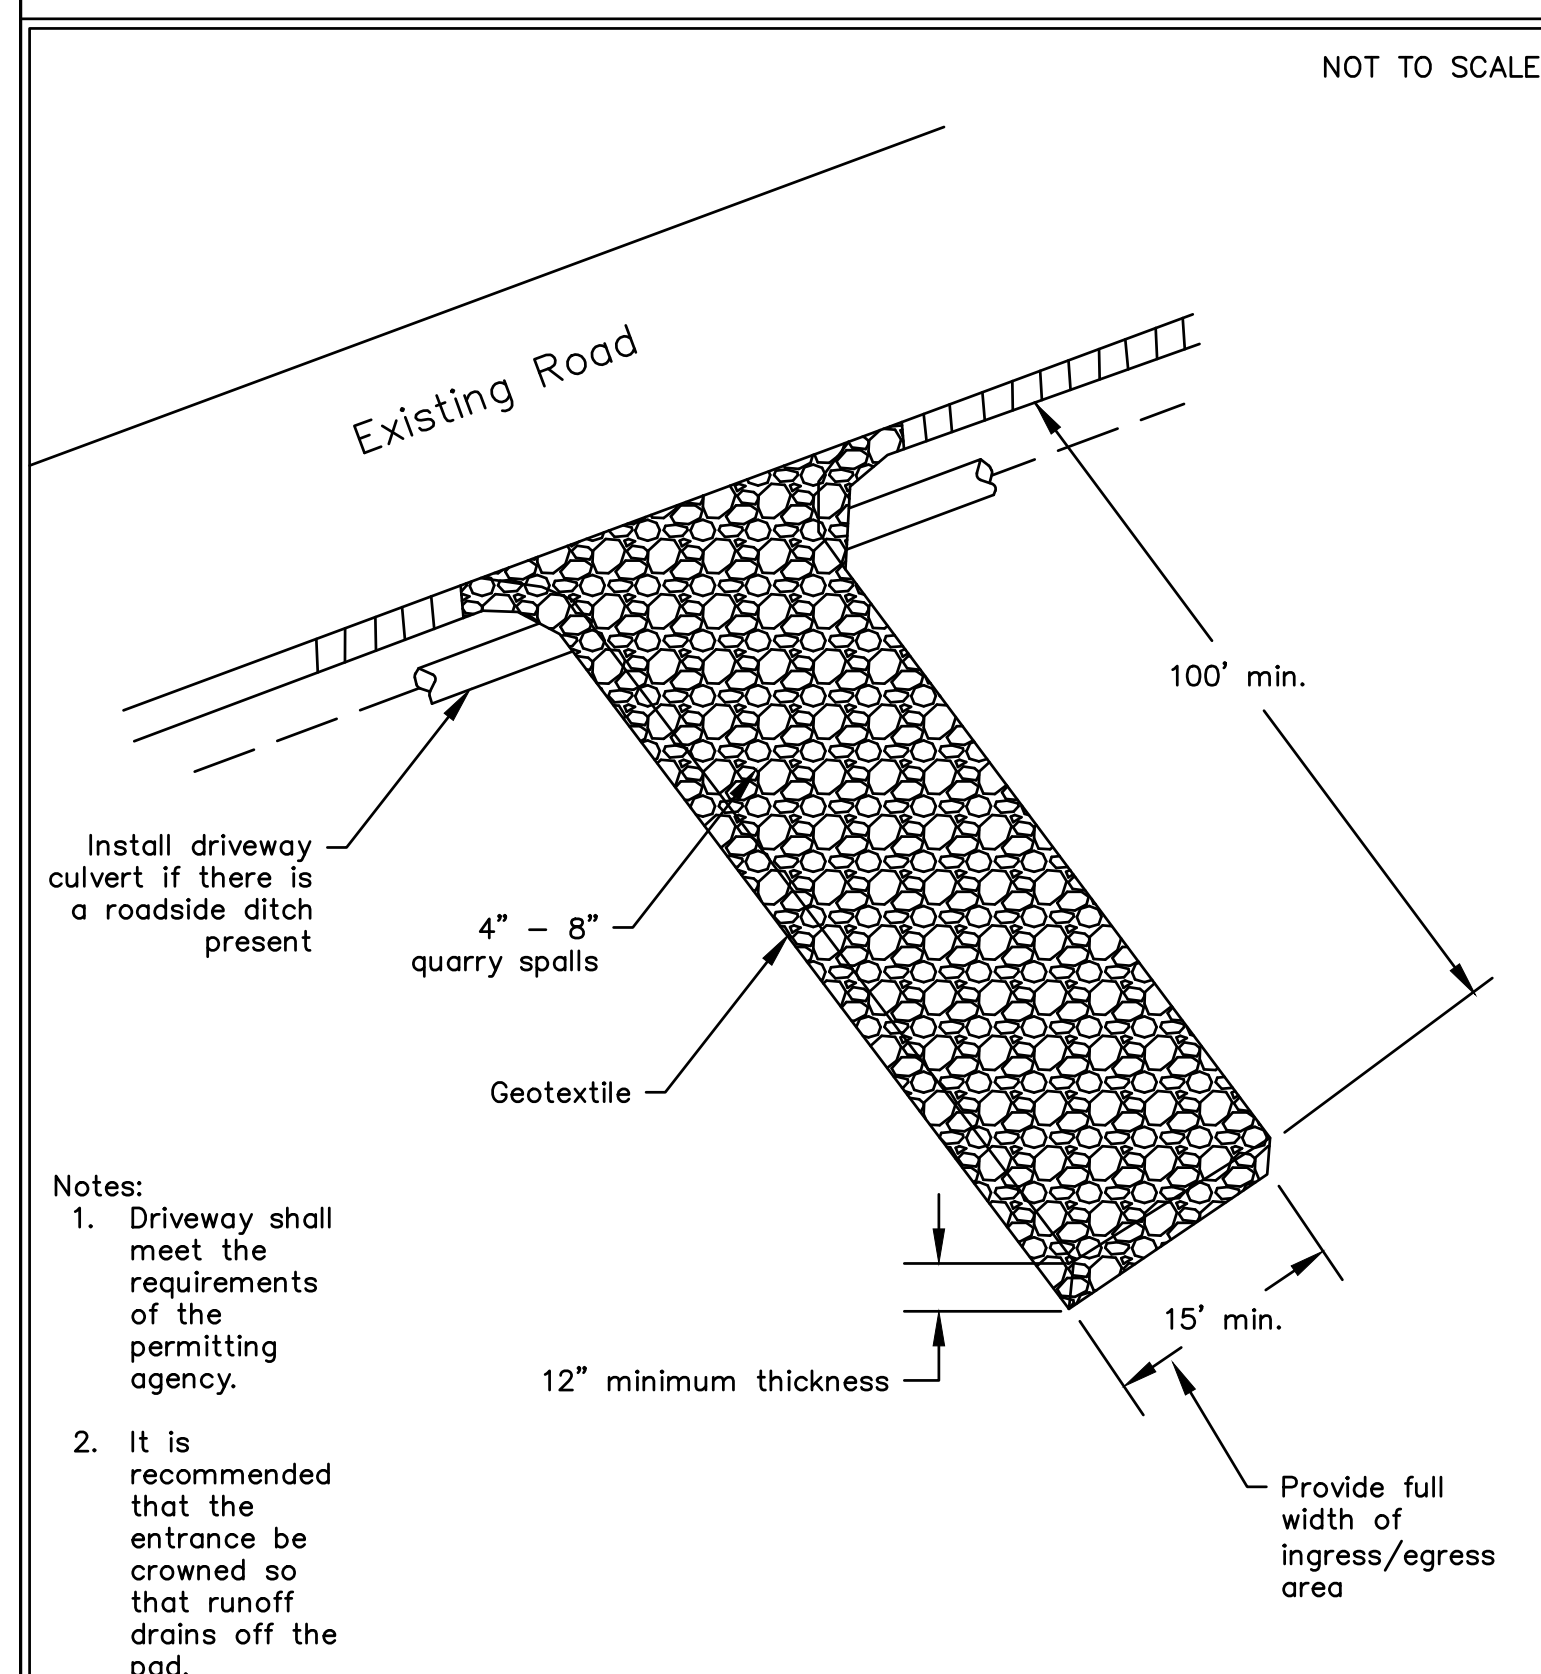 NOT TO SCALE
Existing Road
100' min.
Install driveway
culvert if there is
a roadside ditch
present
4” – 8”
quarry spalls
Geotextile
Notes:
1. Driveway shall
meet the
requirements
of the
permitting
agency.
2. It is
recommended
that the
entrance be
crowned so
that runoff
drains off the
pad.
12” minimum thickness
15' min.
Provide full
width of
ingress/egress
area